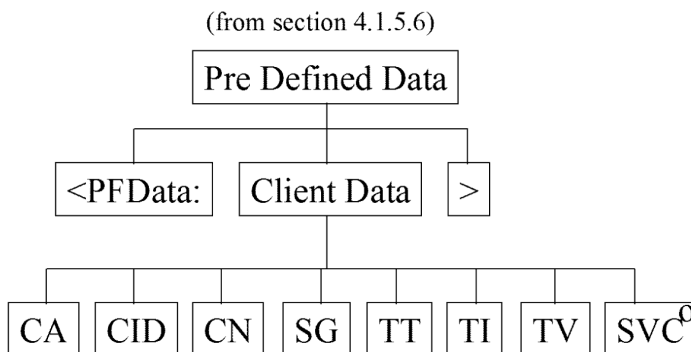 (from section 4.1.5.6)
Pre Defined Data
<PFData: Client Data >
CA CID CN SG TT TI TV SVC o